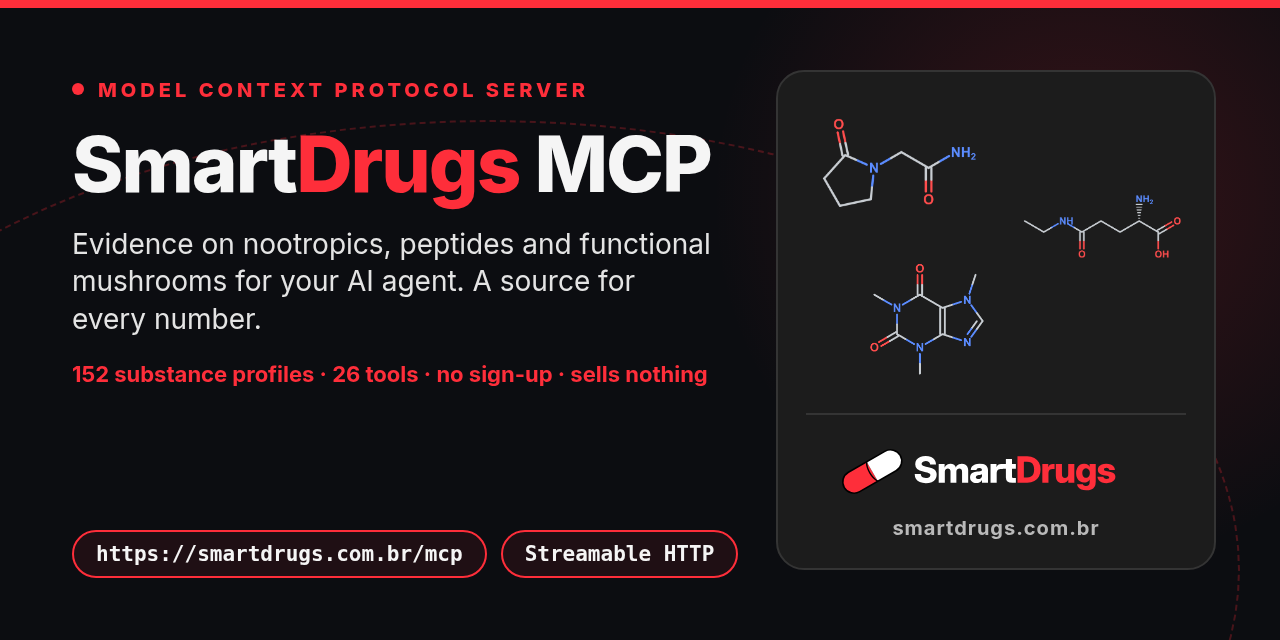 MODEL CONTEXT PROTOCOL SERVER
SmartDrugs MCP
Evidence on nootropics, peptides and functional
mushrooms for your AI agent. A source for
every number.
152 substance profiles · 26 tools · no sign-up · sells nothing
https://smartdrugs.com.br/mcp
Streamable HTTP
O
N
NH₂
O
NH₂
NH
O
O
OH
O
N
N
O
N
N
SmartDrugs
smartdrugs.com.br